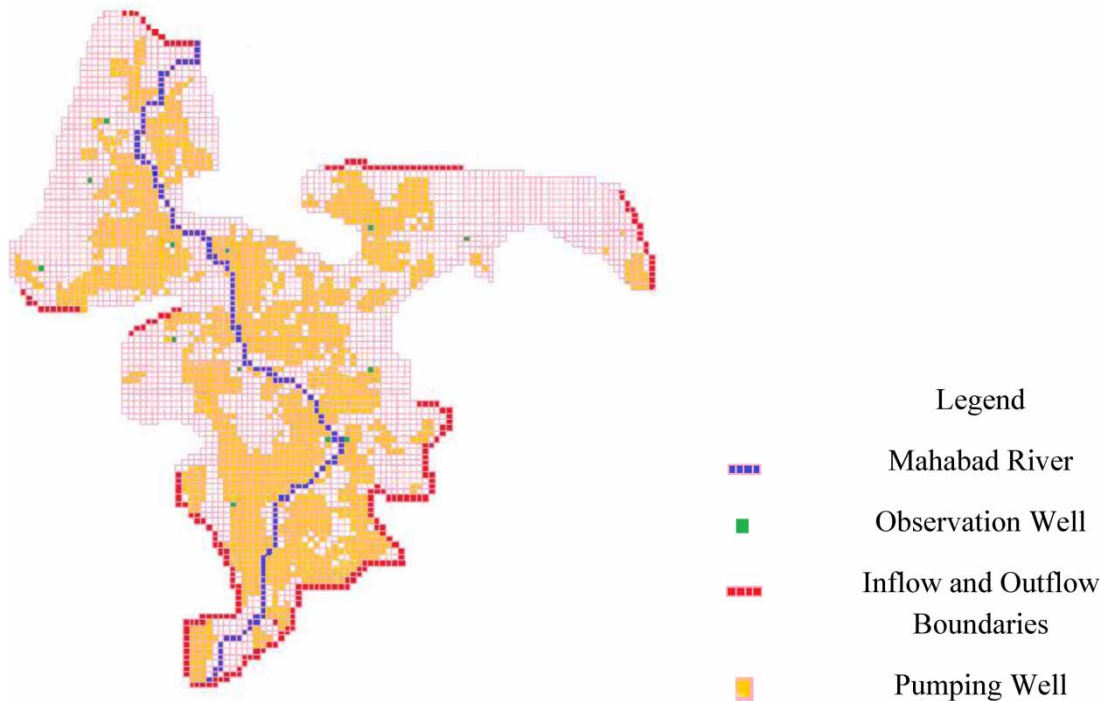 Legend
Mahabad River
Observation Well
Inflow and Outflow
Boundaries
Pumping Well